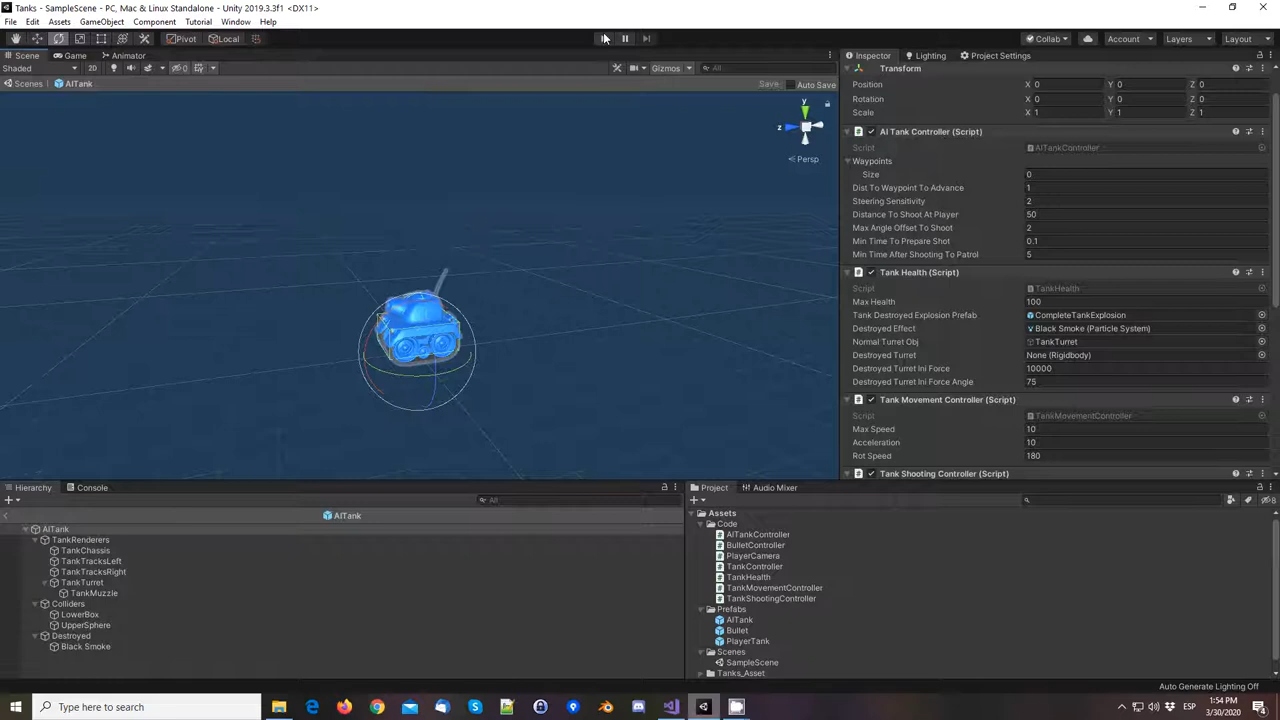 Tanks - SampleScene - PC, Mac & Linux Standalone - Unity 2019.3.3f1 <DX11>
File Edit Assets GameObject Component Tutorial Window Help
Pivot Local Collab Account Layers Layout
Scene Game Animator
Shaded 2D 0 Gizmos All
Scenes AITank Save Auto Save
y
z
Persp
Inspector Lighting Project Settings
Transform
Position X 0 Y 0 Z 0
Rotation X 0 Y 0 Z 0
Scale X 1 Y 1 Z 1
AI Tank Controller (Script)
Script AITankController
Waypoints
Size 0
Dist To Waypoint To Advance 1
Steering Sensitivity 2
Distance To Shoot At Player 50
Max Angle Offset To Shoot 2
Min Time To Prepare Shot 0.1
Min Time After Shooting To Patrol 5
Tank Health (Script)
Script TankHealth
Max Health 100
Tank Destroyed Explosion Prefab CompleteTankExplosion
Destroyed Effect Black Smoke (Particle System)
Normal Turret Obj TankTurret
Destroyed Turret None (Rigidbody)
Destroyed Turret Ini Force 10000
Destroyed Turret Ini Force Angle 75
Tank Movement Controller (Script)
Script TankMovementController
Max Speed 10
Acceleration 10
Rot Speed 180
Tank Shooting Controller (Script)
Hierarchy Console
All
AITank
AITank
TankRenderers
TankChassis
TankTracksLeft
TankTracksRight
TankTurret
TankMuzzle
Colliders
LowerBox
UpperSphere
Destroyed
Black Smoke
Project Audio Mixer
8
Assets
Code
AITankController
BulletController
PlayerCamera
TankController
TankHealth
TankMovementController
TankShootingController
Prefabs
AITank
Bullet
PlayerTank
Scenes
SampleScene
Tanks_Asset
Auto Generate Lighting Off
Type here to search
ESP
1:54 PM
3/30/2020